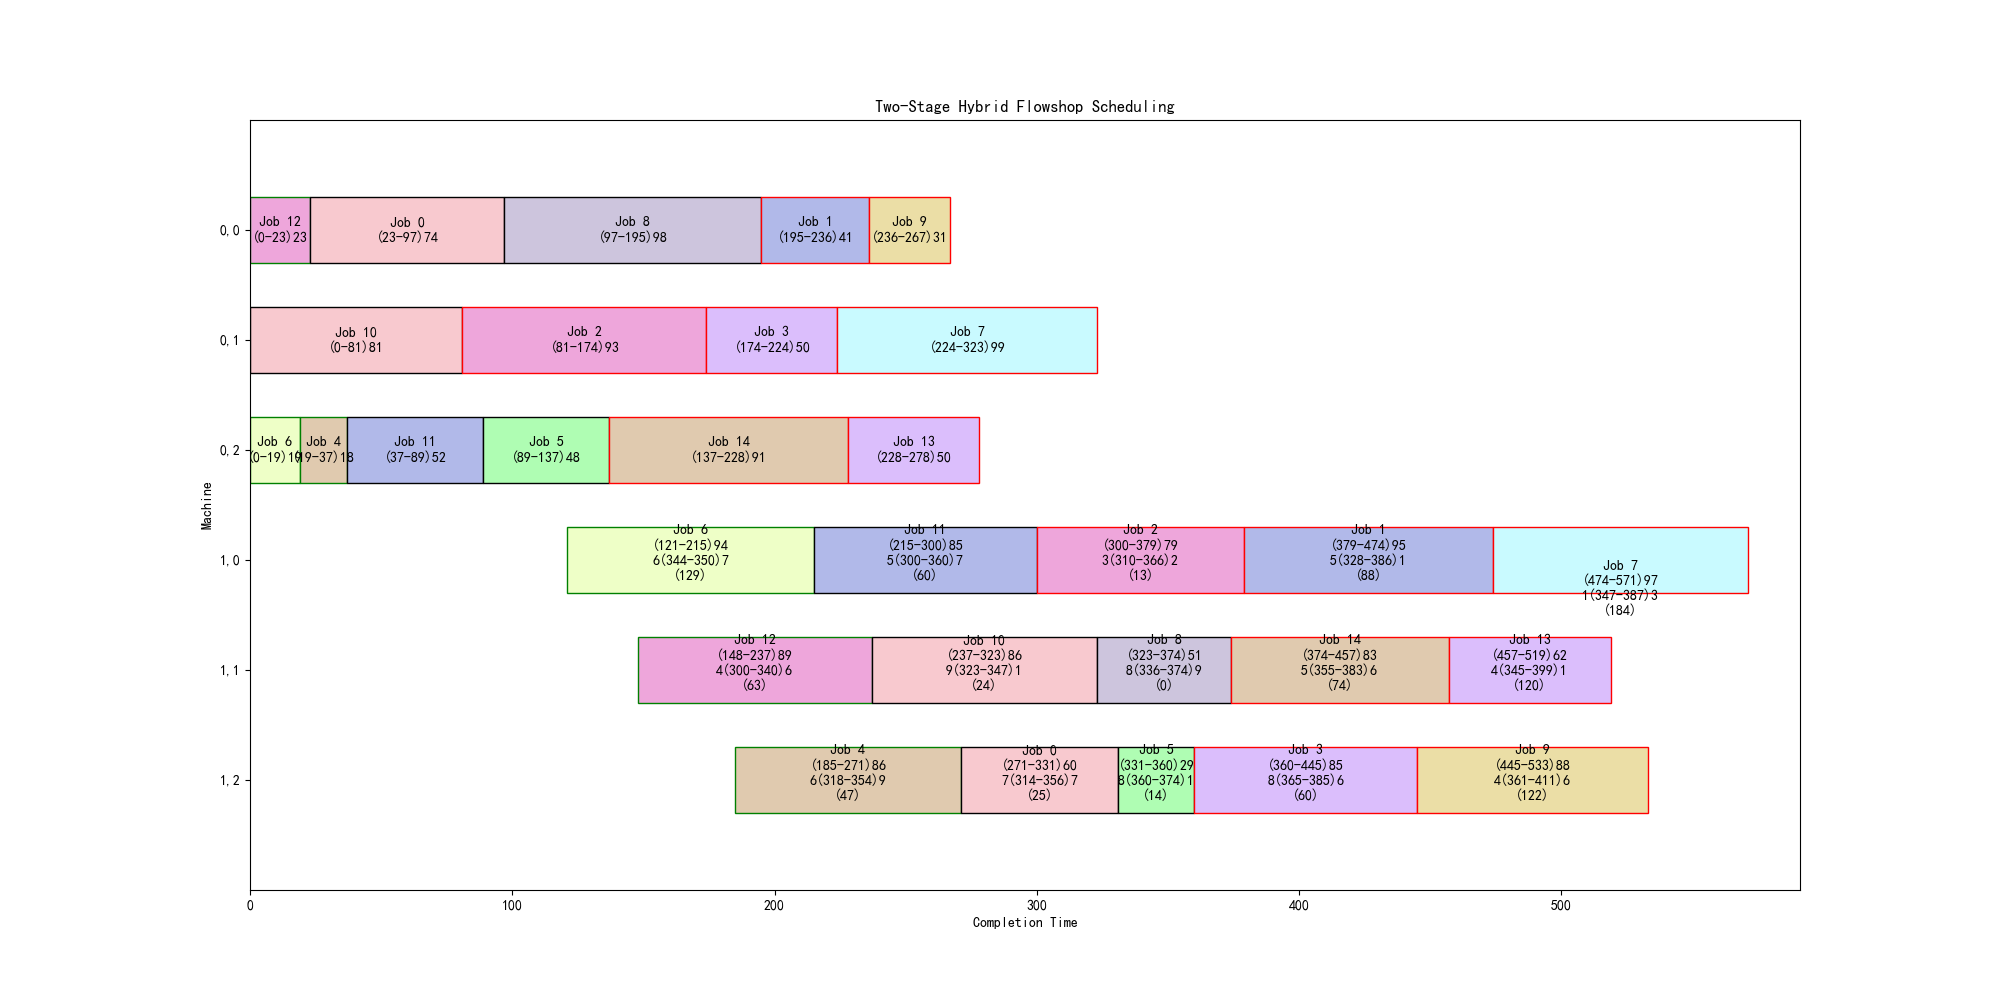 Two-Stage Hybrid Flowshop Scheduling
Machine
0,0
Job 12
(0-23)23
Job 0
(23-97)74
Job 8
(97-195)98
Job 1
(195-236)41
Job 9
(236-267)31
0,1
Job 10
(0-81)81
Job 2
(81-174)93
Job 3
(174-224)50
Job 7
(224-323)99
0,2
Job 6
(0-19)19
Job 4
(19-37)18
Job 11
(37-89)52
Job 5
(89-137)48
Job 14
(137-228)91
Job 13
(228-278)50
1,0
Job 6
(121-215)94
6(344-350)7
(129)
Job 11
(215-300)85
5(300-360)7
(60)
Job 2
(300-379)79
3(310-366)2
(13)
Job 1
(379-474)95
5(328-386)1
(88)
Job 7
(474-571)97
1(347-387)3
(184)
1,1
Job 12
(148-237)89
4(300-340)6
(63)
Job 10
(237-323)86
9(323-347)1
(24)
Job 8
(323-374)51
8(336-374)9
(0)
Job 14
(374-457)83
5(355-383)6
(74)
Job 13
(457-519)62
4(345-399)1
(120)
1,2
Job 4
(185-271)86
6(318-354)9
(47)
Job 0
(271-331)60
7(314-356)7
(25)
Job 5
(331-360)29
8(360-374)1
(14)
Job 3
(360-445)85
8(365-385)6
(60)
Job 9
(445-533)88
4(361-411)6
(122)
0
100
200
300
400
500
Completion Time